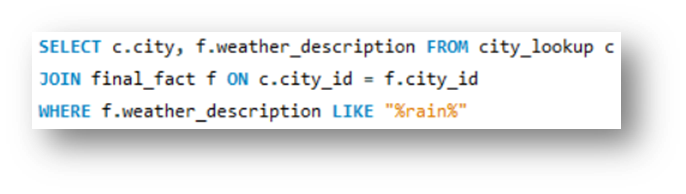 SELECT c.city, f.weather_description FROM city_lookup c
JOIN final_fact f ON c.city_id = f.city_id
WHERE f.weather_description LIKE "%rain%"